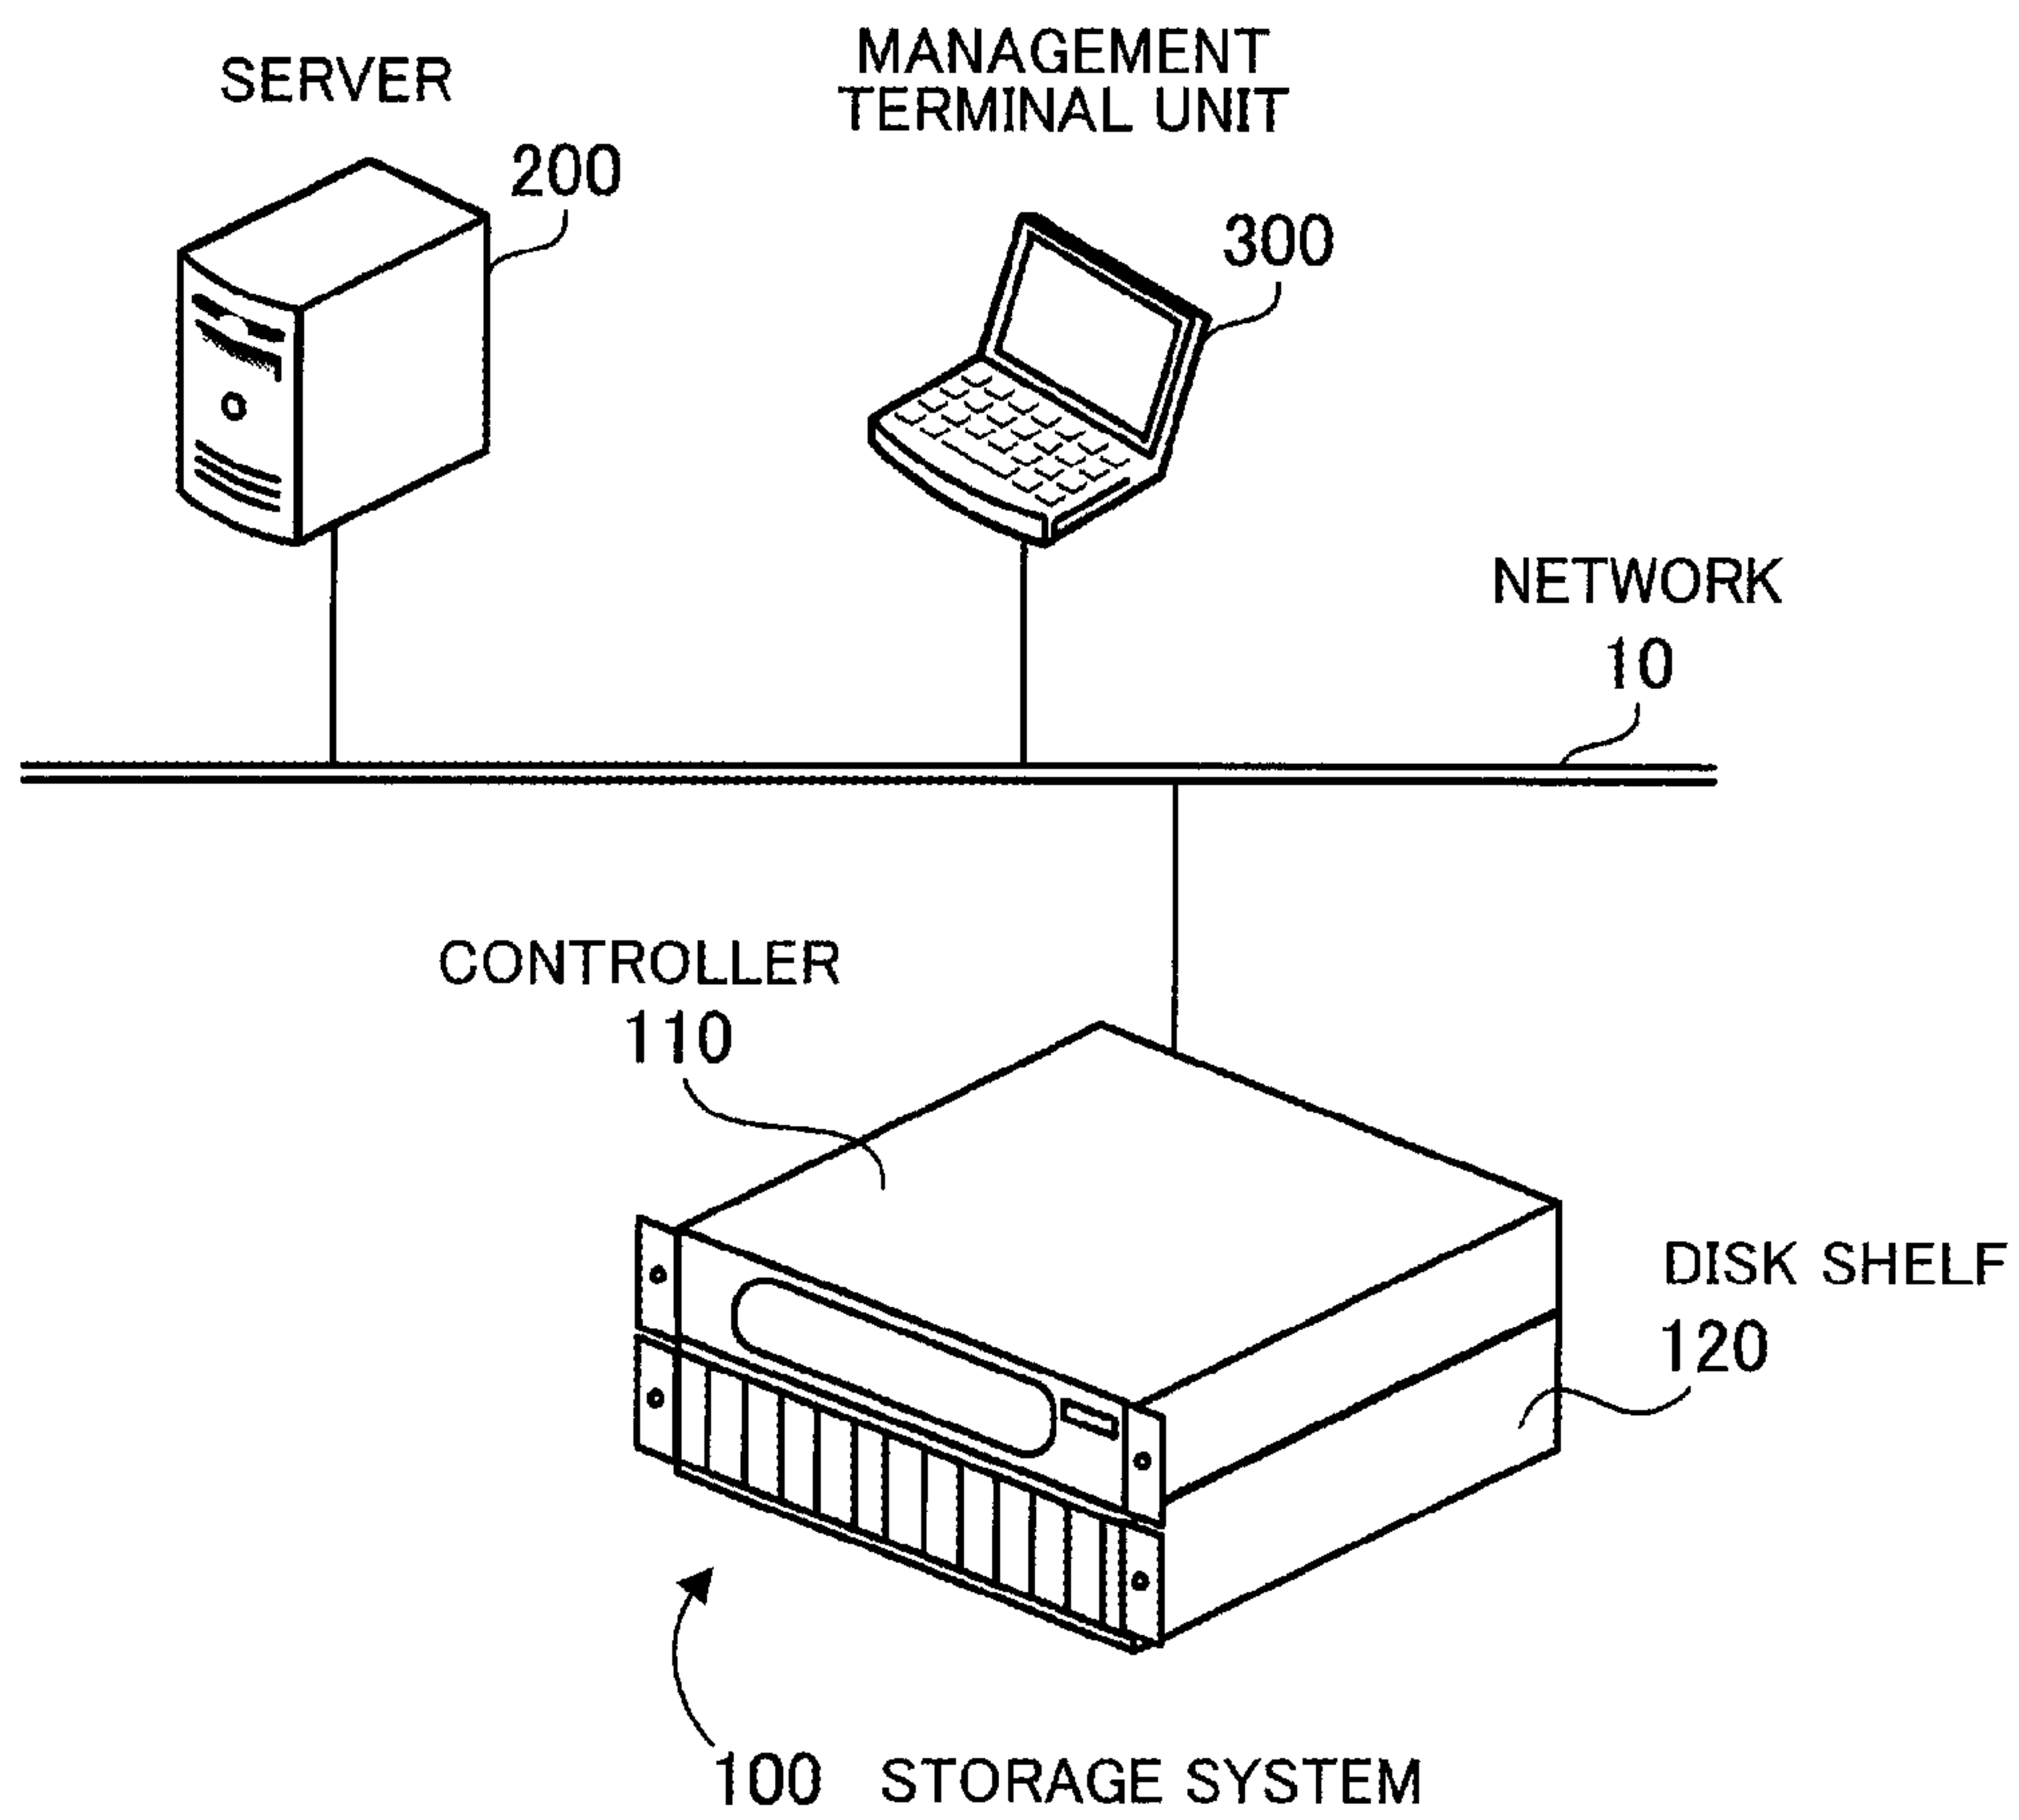 SERVER
200
MANAGEMENT
TERMINAL UNIT
300
NETWORK
10
CONTROLLER
110
DISK SHELF
120
100 STORAGE SYSTEM